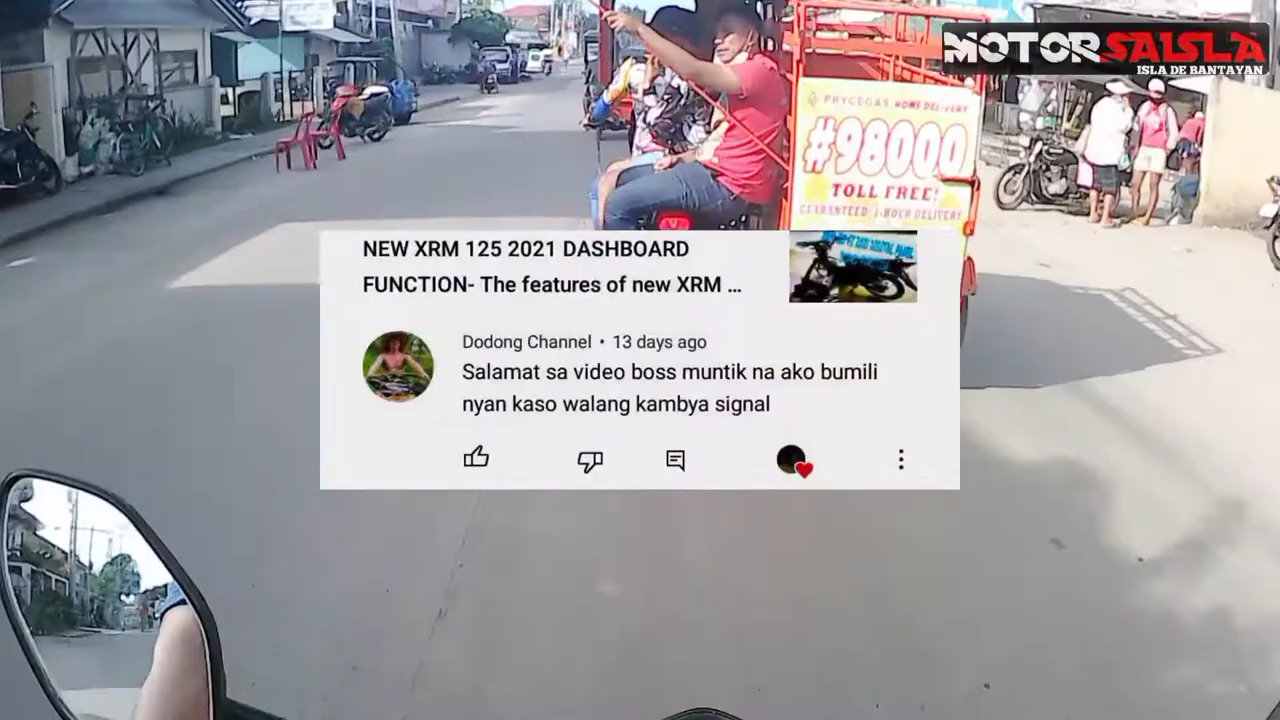 MOTORSAISLA
ISLA DE BANTAYAN
PRYCEGAS HOME DELIVERY
#98000
TOLL FREE!
GUARANTEED 1-HOUR DELIVERY
NEW XRM 125 2021 DASHBOARD
FUNCTION- The features of new XRM ...
Dodong Channel • 13 days ago
Salamat sa video boss muntik na ako bumili
nyan kaso walang kambya signal